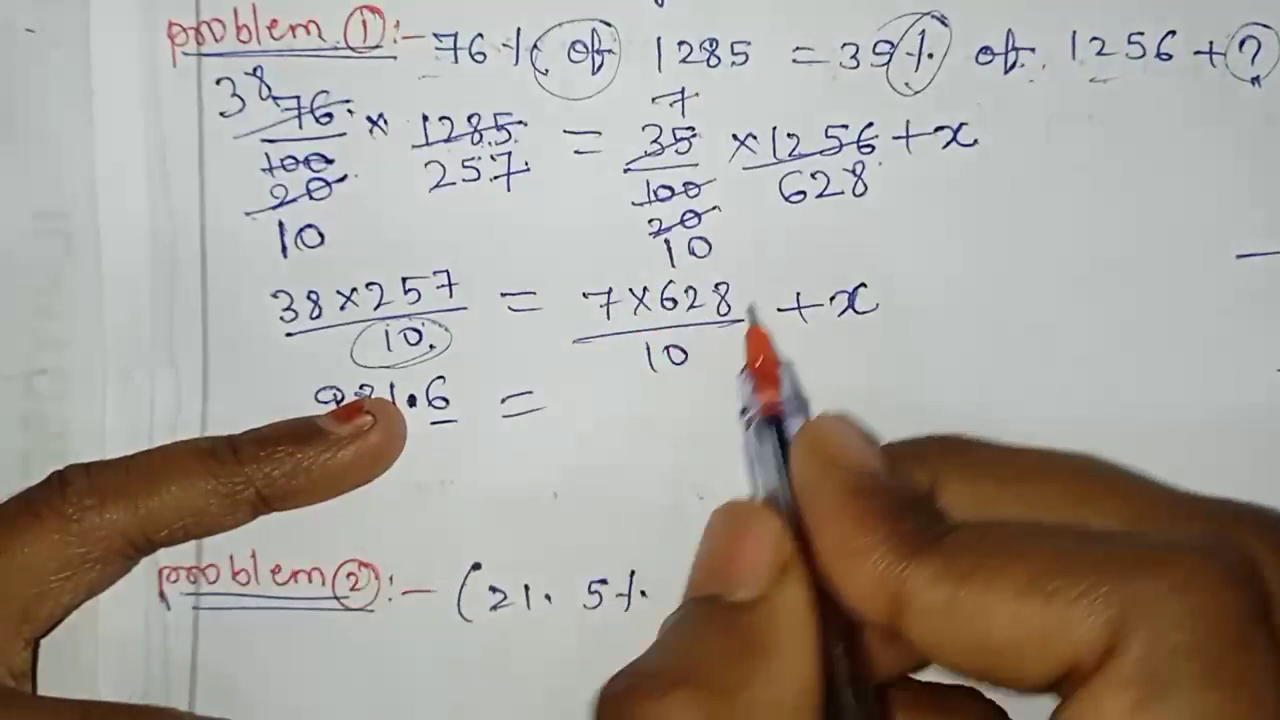 problem ①:- 76% of 1285 = 35% of 1256 + ?
38 76/100 20 10 × 1285 257 = 7 35/100 20 10 × 1256 628 + x
38×257/10 = 7×628/10 + x
.6 =
problem ②:- (21.5%